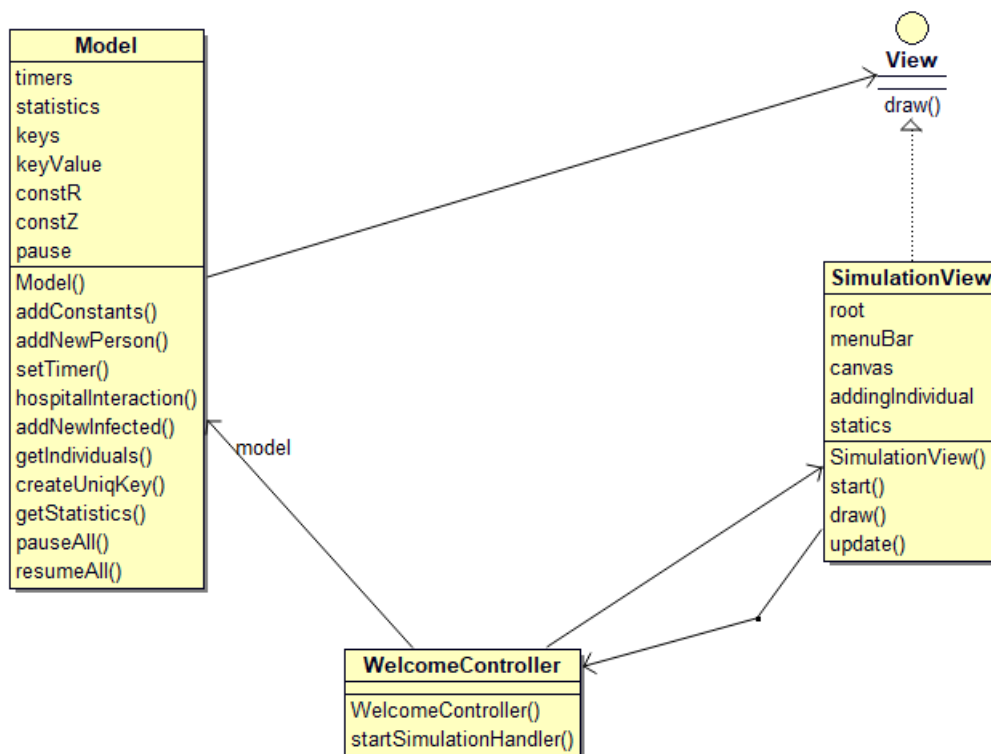 Model
timers
statistics
keys
keyValue
constR
constZ
pause
Model()
addConstants()
addNewPerson()
setTimer()
hospitalInteraction()
addNewInfected()
getIndividuals()
createUniqKey()
getStatistics()
pauseAll()
resumeAll()
View
draw()
SimulationView
root
menuBar
canvas
addingIndividual
statics
SimulationView()
start()
draw()
update()
model
WelcomeController
WelcomeController()
startSimulationHandler()